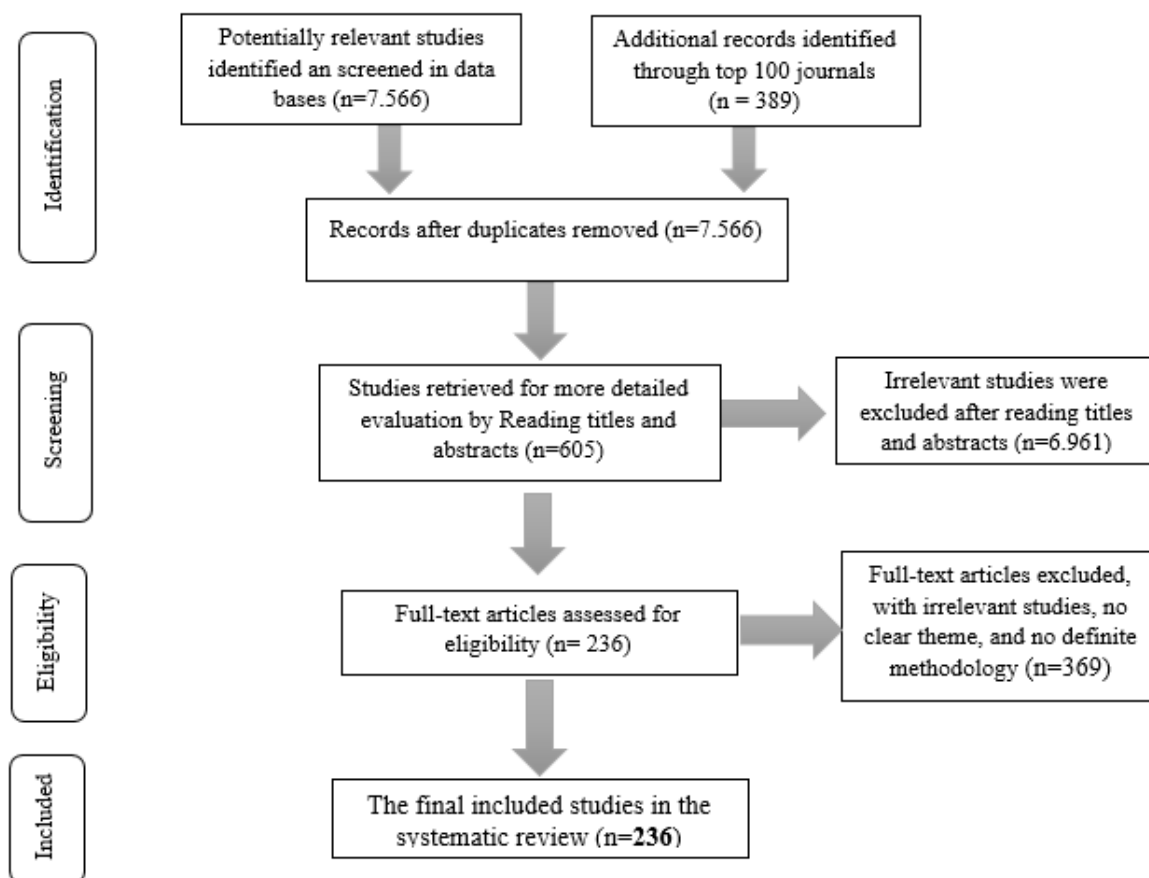 Identification
Potentially relevant studies
identified an screened in data
bases (n=7.566)
Additional records identified
through top 100 journals
(n = 389)
Records after duplicates removed (n=7.566)
Screening
Studies retrieved for more detailed
evaluation by Reading titles and
abstracts (n=605)
Irrelevant studies were
excluded after reading titles
and abstracts (n=6.961)
Eligibility
Full-text articles assessed for
eligibility (n= 236)
Full-text articles excluded,
with irrelevant studies, no
clear theme, and no definite
methodology (n=369)
Included
The final included studies in the
systematic review (n=236)